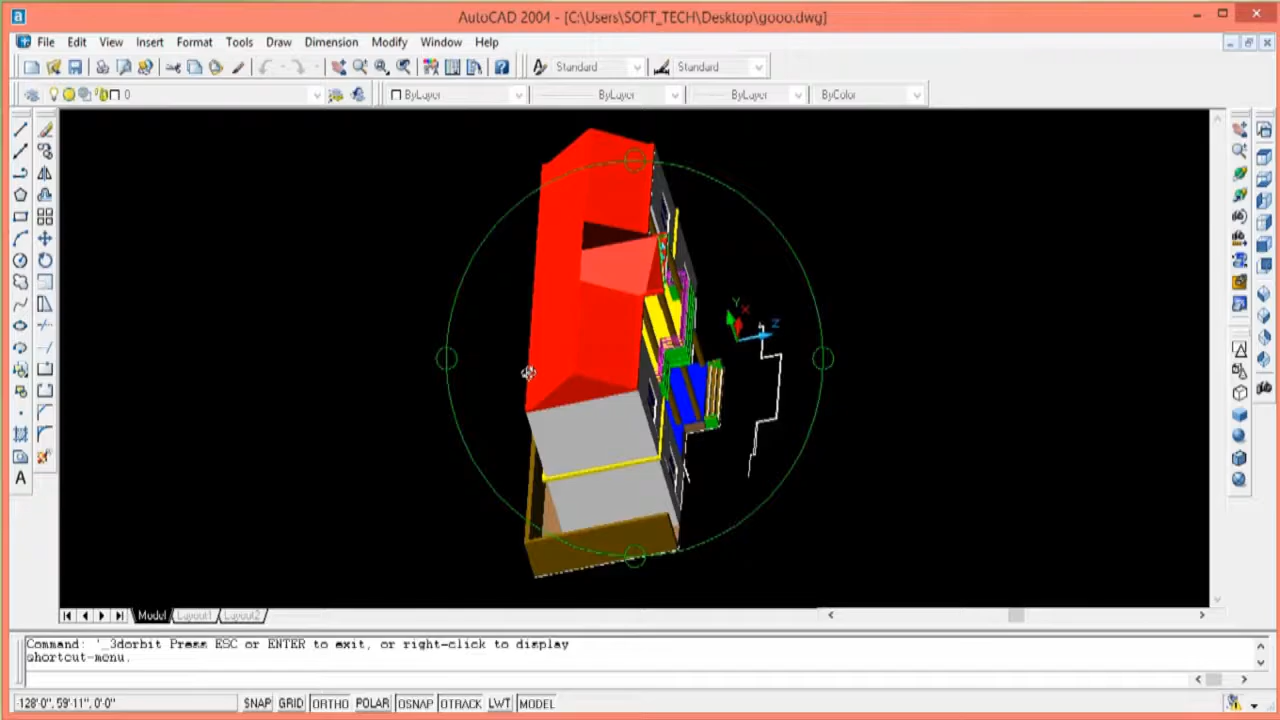 AutoCAD 2004 - [C:\Users\SOFT_TECH\Desktop\gooo.dwg]
File Edit View Insert Format Tools Draw Dimension Modify Window Help
Standard Standard
0 ByLayer ByLayer ByLayer ByColor
Y X Z
A
Model Layout1 Layout2
Command: '_3dorbit Press ESC or ENTER to exit, or right-click to display
shortcut-menu.
-128'-0", 59'-11", 0'-0" SNAP GRID ORTHO POLAR OSNAP OTRACK LWT MODEL